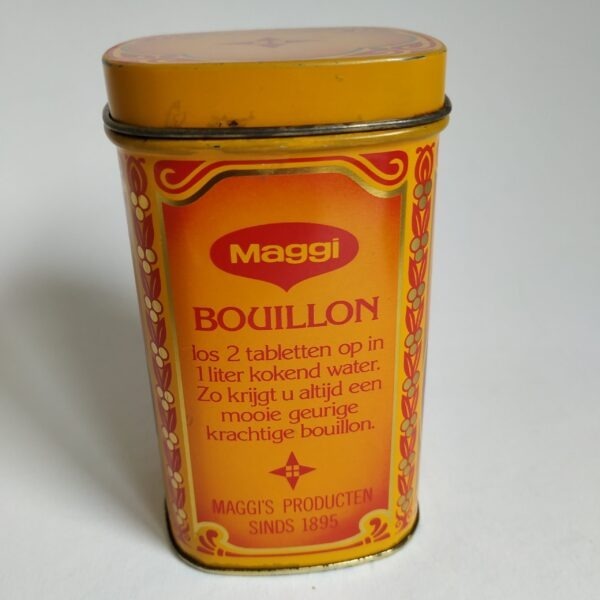 Maggi
BOUILLON
los 2 tabletten op in
1 liter kokend water.
Zo krijgt u altijd een
mooie geurige
krachtige bouillon.
MAGGI'S PRODUCTEN
SINDS 1895